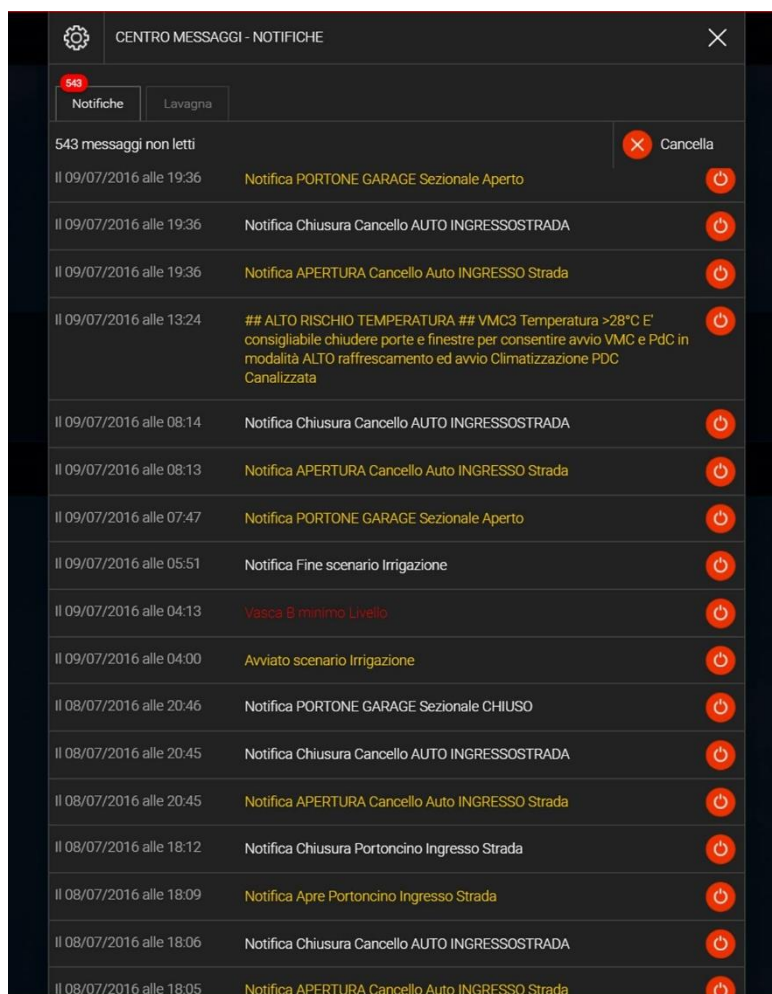 CENTRO MESSAGGI - NOTIFICHE
543
Notifiche
Lavagna
543 messaggi non letti
Cancella
Il 09/07/2016 alle 19:36
Notifica PORTONE GARAGE Sezionale Aperto
Il 09/07/2016 alle 19:36
Notifica Chiusura Cancello AUTO INGRESSOSTRADA
Il 09/07/2016 alle 19:36
Notifica APERTURA Cancello Auto INGRESSO Strada
Il 09/07/2016 alle 13:24
## ALTO RISCHIO TEMPERATURA ## VMC3 Temperatura >28°C E'
consigliabile chiudere porte e finestre per consentire avvio VMC e PdC in
modalità ALTO raffrescamento ed avvio Climatizzazione PDC
Canalizzata
Il 09/07/2016 alle 08:14
Notifica Chiusura Cancello AUTO INGRESSOSTRADA
Il 09/07/2016 alle 08:13
Notifica APERTURA Cancello Auto INGRESSO Strada
Il 09/07/2016 alle 07:47
Notifica PORTONE GARAGE Sezionale Aperto
Il 09/07/2016 alle 05:51
Notifica Fine scenario Irrigazione
Il 09/07/2016 alle 04:13
Vasca B minimo Livello
Il 09/07/2016 alle 04:00
Avviato scenario Irrigazione
Il 08/07/2016 alle 20:46
Notifica PORTONE GARAGE Sezionale CHIUSO
Il 08/07/2016 alle 20:45
Notifica Chiusura Cancello AUTO INGRESSOSTRADA
Il 08/07/2016 alle 20:45
Notifica APERTURA Cancello Auto INGRESSO Strada
Il 08/07/2016 alle 18:12
Notifica Chiusura Portoncino Ingresso Strada
Il 08/07/2016 alle 18:09
Notifica Apre Portoncino Ingresso Strada
Il 08/07/2016 alle 18:06
Notifica Chiusura Cancello AUTO INGRESSOSTRADA
Il 08/07/2016 alle 18:05
Notifica APERTURA Cancello Auto INGRESSO Strada